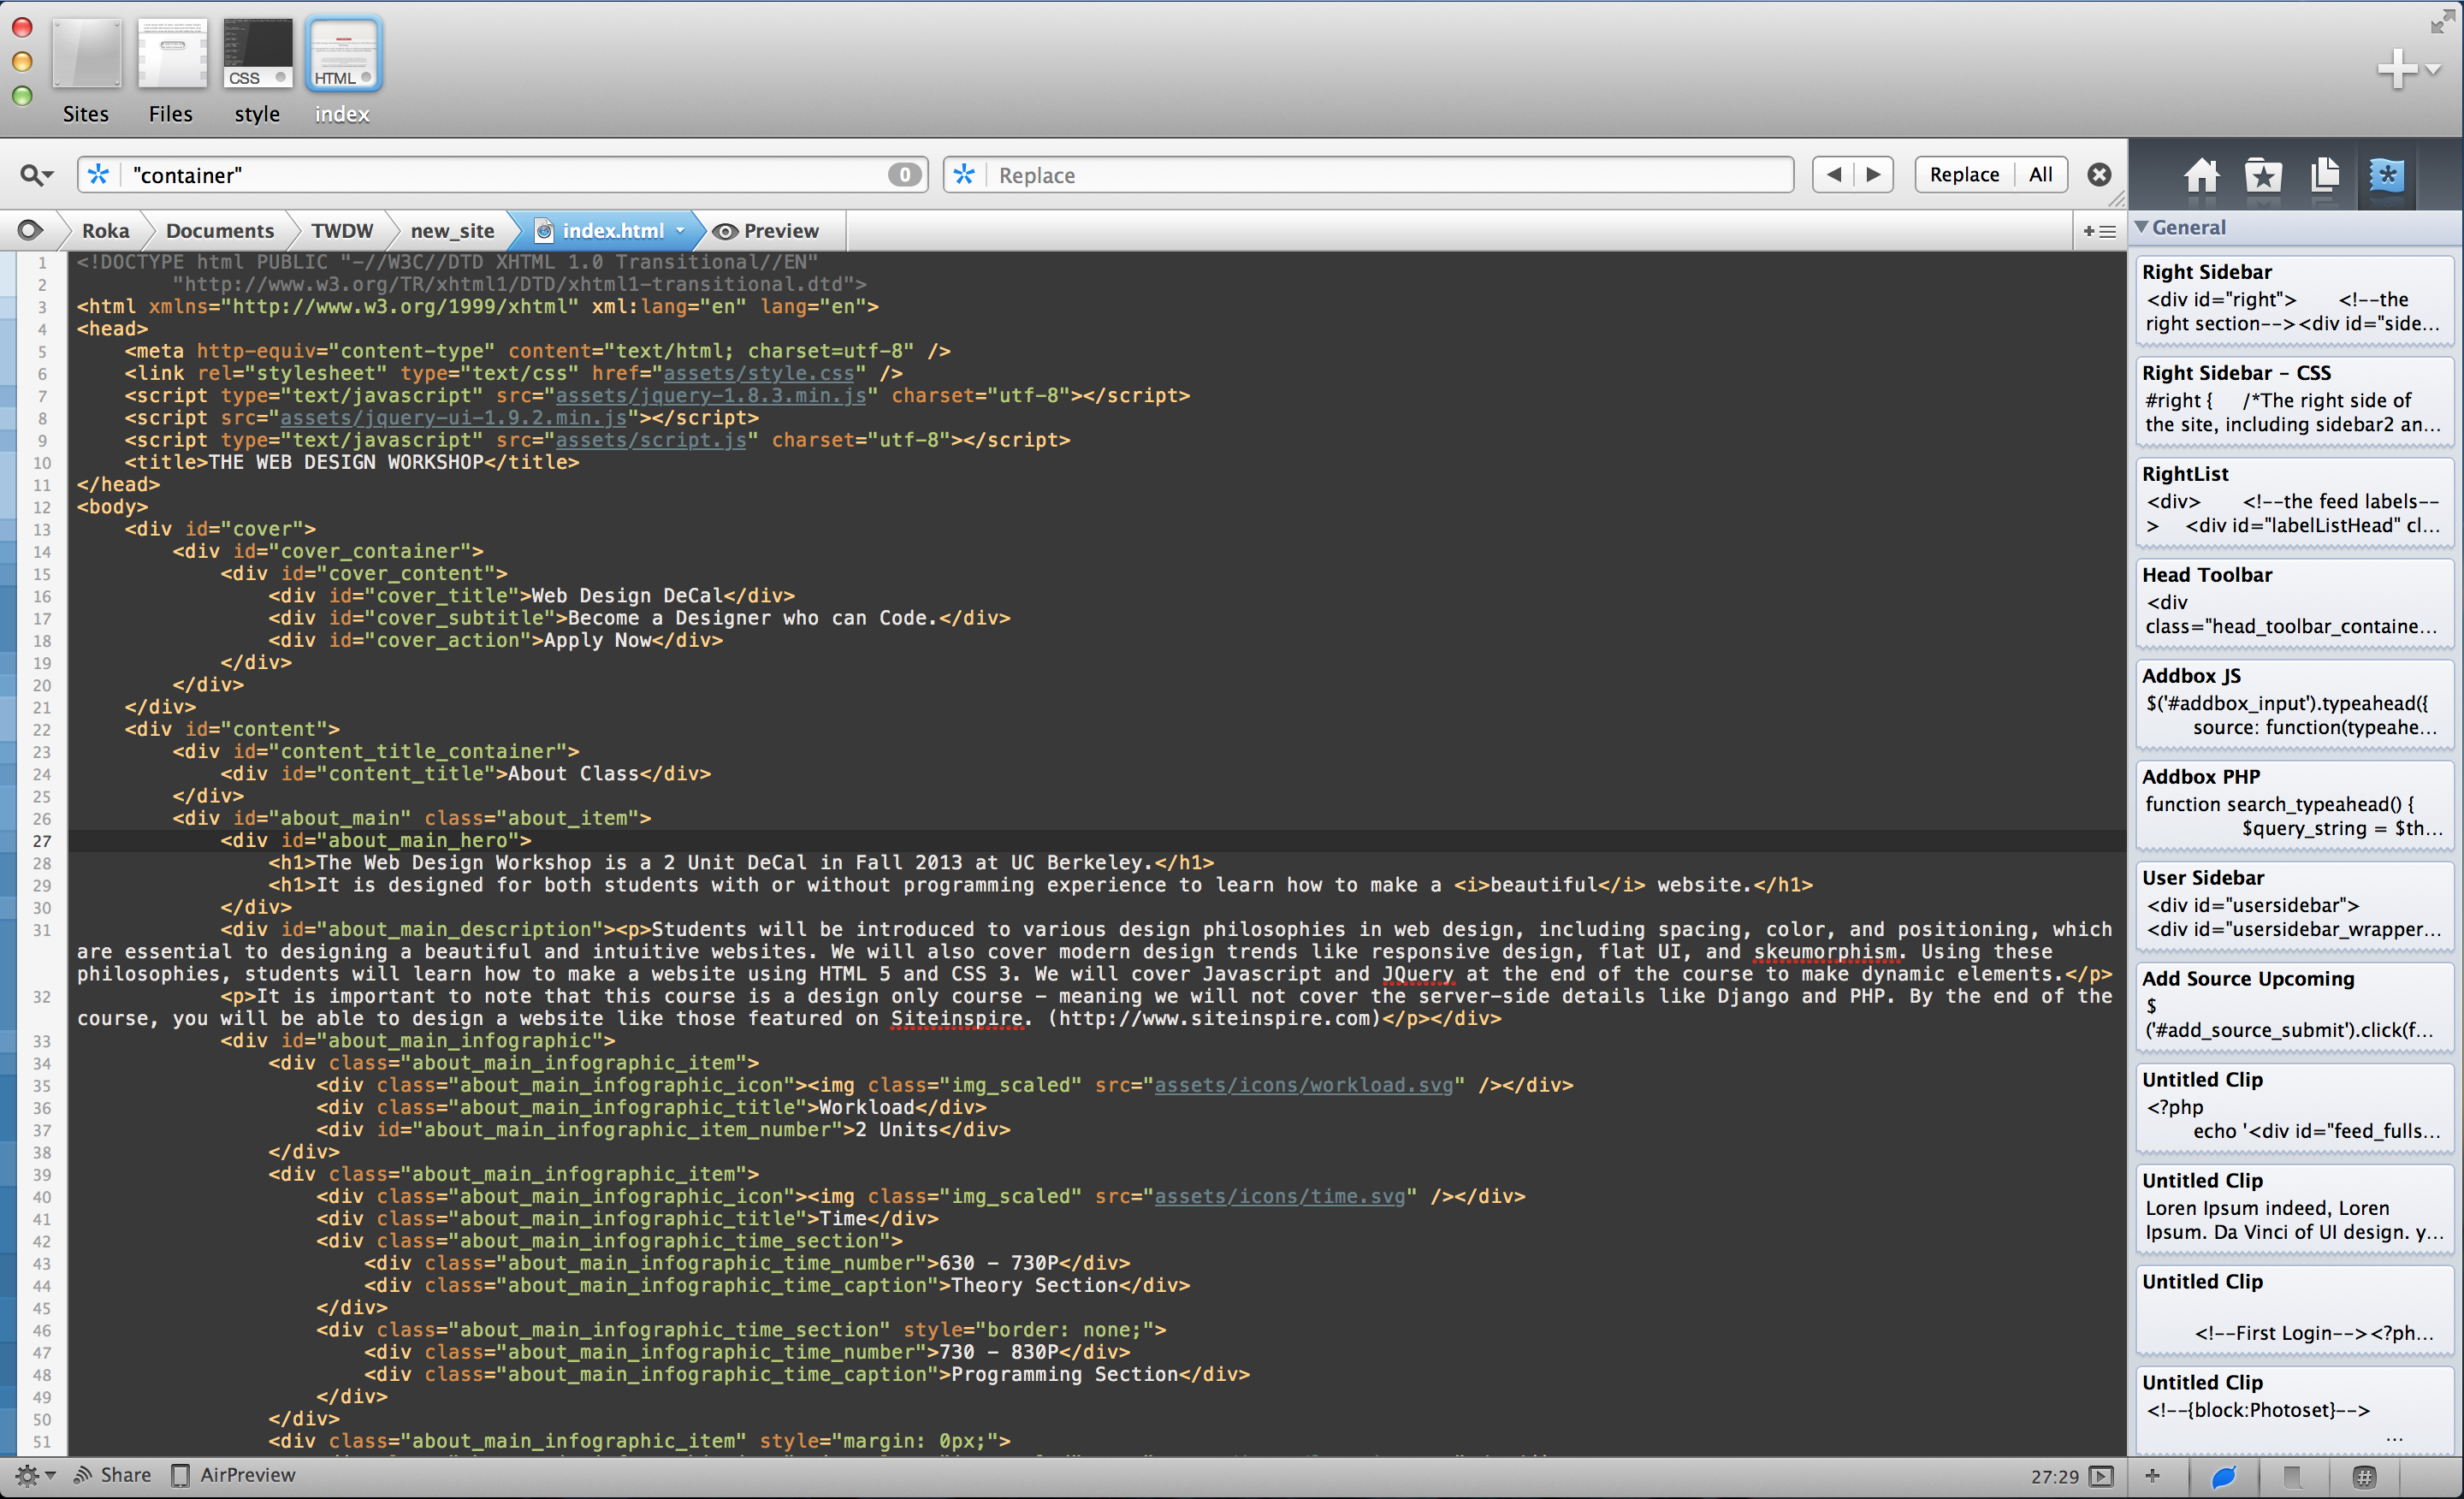 CSS
HTML
Sites
Files
style
index
"container"
0
Replace
Replace
All
Roka
Documents
TWDW
new_site
index.html
Preview
1 <!DOCTYPE html PUBLIC "-//W3C//DTD XHTML 1.0 Transitional//EN"
2 "http://www.w3.org/TR/xhtml1/DTD/xhtml1-transitional.dtd">
3 <html xmlns="http://www.w3.org/1999/xhtml" xml:lang="en" lang="en">
4 <head>
5 <meta http-equiv="content-type" content="text/html; charset=utf-8" />
6 <link rel="stylesheet" type="text/css" href="assets/style.css" />
7 <script type="text/javascript" src="assets/jquery-1.8.3.min.js" charset="utf-8"></script>
8 <script src="assets/jquery-ui-1.9.2.min.js"></script>
9 <script type="text/javascript" src="assets/script.js" charset="utf-8"></script>
10 <title>THE WEB DESIGN WORKSHOP</title>
11 </head>
12 <body>
13 <div id="cover">
14 <div id="cover_container">
15 <div id="cover_content">
16 <div id="cover_title">Web Design DeCal</div>
17 <div id="cover_subtitle">Become a Designer who can Code.</div>
18 <div id="cover_action">Apply Now</div>
19 </div>
20 </div>
21 </div>
22 <div id="content">
23 <div id="content_title_container">
24 <div id="content_title">About Class</div>
25 </div>
26 <div id="about_main" class="about_item">
27 <div id="about_main_hero">
28 <h1>The Web Design Workshop is a 2 Unit DeCal in Fall 2013 at UC Berkeley.</h1>
29 <h1>It is designed for both students with or without programming experience to learn how to make a <i>beautiful</i> website.</h1>
30 </div>
31 <div id="about_main_description"><p>Students will be introduced to various design philosophies in web design, including spacing, color, and positioning, which
are essential to designing a beautiful and intuitive websites. We will also cover modern design trends like responsive design, flat UI, and skeumorphism. Using these
philosophies, students will learn how to make a website using HTML 5 and CSS 3. We will cover Javascript and JQuery at the end of the course to make dynamic elements.</p>
32 <p>It is important to note that this course is a design only course - meaning we will not cover the server-side details like Django and PHP. By the end of the
course, you will be able to design a website like those featured on Siteinspire. (http://www.siteinspire.com)</p></div>
33 <div id="about_main_infographic">
34 <div class="about_main_infographic_item">
35 <div class="about_main_infographic_icon"><img class="img_scaled" src="assets/icons/workload.svg" /></div>
36 <div class="about_main_infographic_title">Workload</div>
37 <div id="about_main_infographic_item_number">2 Units</div>
38 </div>
39 <div class="about_main_infographic_item">
40 <div class="about_main_infographic_icon"><img class="img_scaled" src="assets/icons/time.svg" /></div>
41 <div class="about_main_infographic_title">Time</div>
42 <div class="about_main_infographic_time_section">
43 <div class="about_main_infographic_time_number">630 - 730P</div>
44 <div class="about_main_infographic_time_caption">Theory Section</div>
45 </div>
46 <div class="about_main_infographic_time_section" style="border: none;">
47 <div class="about_main_infographic_time_number">730 - 830P</div>
48 <div class="about_main_infographic_time_caption">Programming Section</div>
49 </div>
50 </div>
51 <div class="about_main_infographic_item" style="margin: 0px;">
General
Right Sidebar
<div id="right"> <!--the
right section--><div id="side...
Right Sidebar - CSS
#right { /*The right side of
the site, including sidebar2 an...
RightList
<div> <!--the feed labels--
> <div id="labelListHead" cl...
Head Toolbar
<div
class="head_toolbar_containe...
Addbox JS
$('#addbox_input').typeahead({
source: function(typeahe...
Addbox PHP
function search_typeahead() {
$query_string = $th...
User Sidebar
<div id="usersidebar">
<div id="usersidebar_wrapper...
Add Source Upcoming
$
('#add_source_submit').click(f...
Untitled Clip
<?php
echo '<div id="feed_fulls...
Untitled Clip
Loren Ipsum indeed, Loren
Ipsum. Da Vinci of UI design. y...
Untitled Clip
<!--First Login--><?ph...
Untitled Clip
<!--{block:Photoset}-->
...
Share
AirPreview
27:29